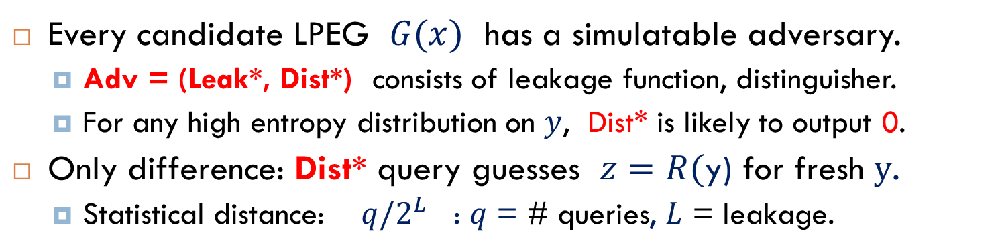 Every candidate LPEG G(x) has a simulatable adversary.
Adv = (Leak*, Dist*) consists of leakage function, distinguisher.
For any high entropy distribution on y, Dist* is likely to output 0.
Only difference: Dist* query guesses z = R(y) for fresh y.
Statistical distance: q/2^L : q = # queries, L = leakage.